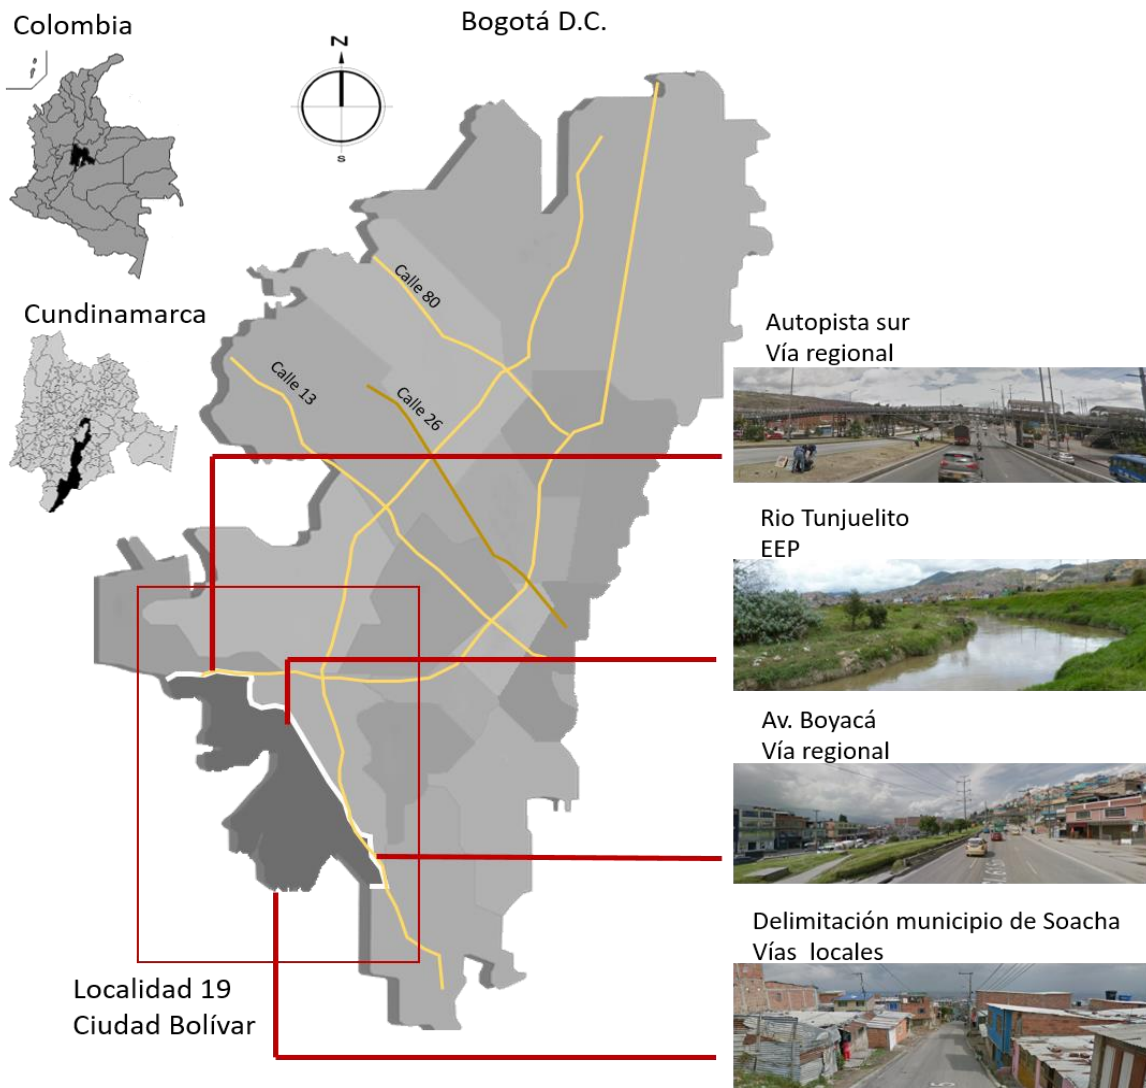 Colombia
Bogotá D.C.
N
s
Cundinamarca
Calle 80
Calle 13
Calle 26
Autopista sur
Vía regional
Rio Tunjuelito
EEP
Av. Boyacá
Vía regional
Delimitación municipio de Soacha
Vías locales
Localidad 19
Ciudad Bolívar